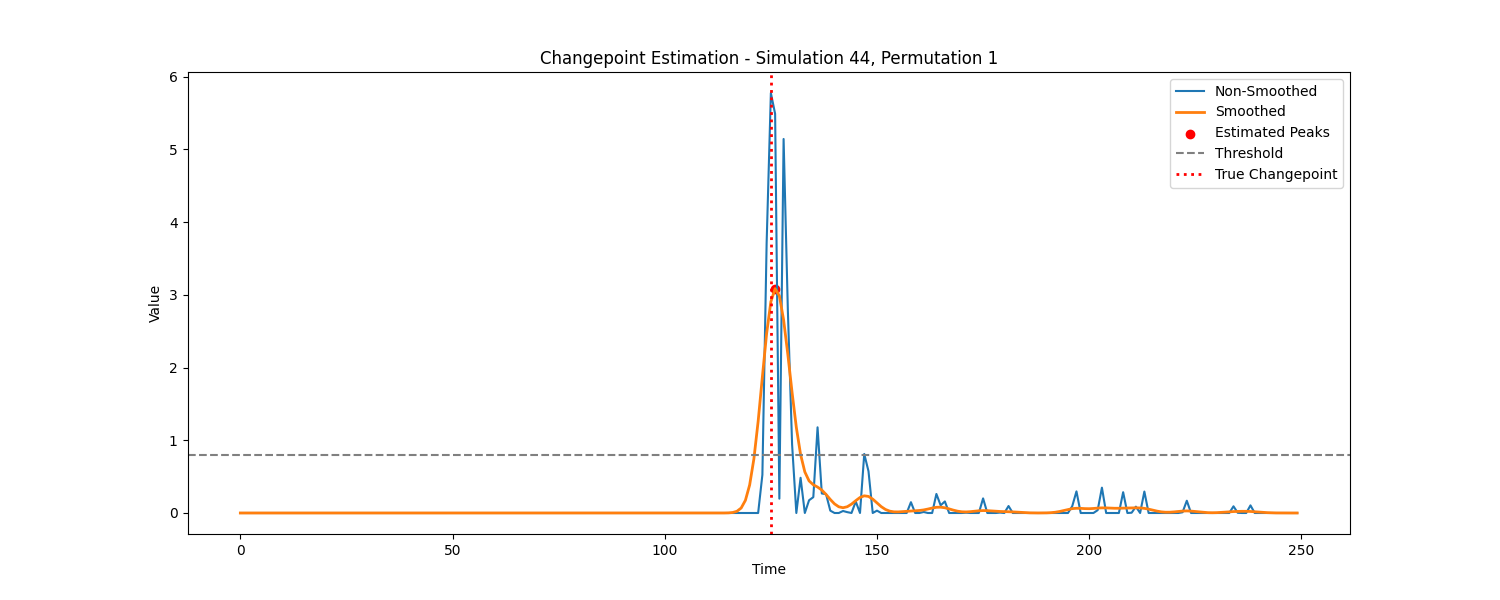 Changepoint Estimation - Simulation 44, Permutation 1
6
5
4
3
2
1
0
Value
Non-Smoothed
Smoothed
Estimated Peaks
Threshold
True Changepoint
0
50
100
150
200
250
Time